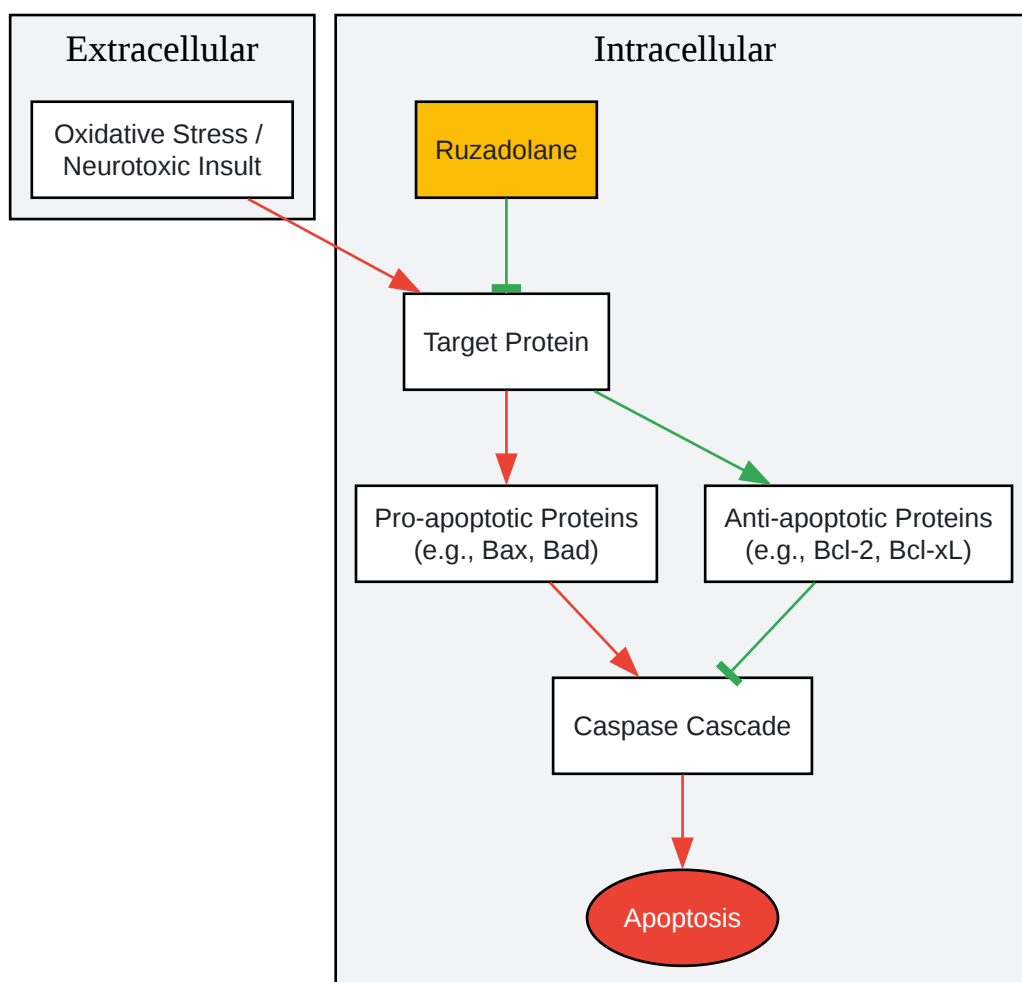 Extracellular
Oxidative Stress /
Neurotoxic Insult
Intracellular
Ruzadolane
Target Protein
Pro-apoptotic Proteins
(e.g., Bax, Bad)
Anti-apoptotic Proteins
(e.g., Bcl-2, Bcl-xL)
Caspase Cascade
Apoptosis